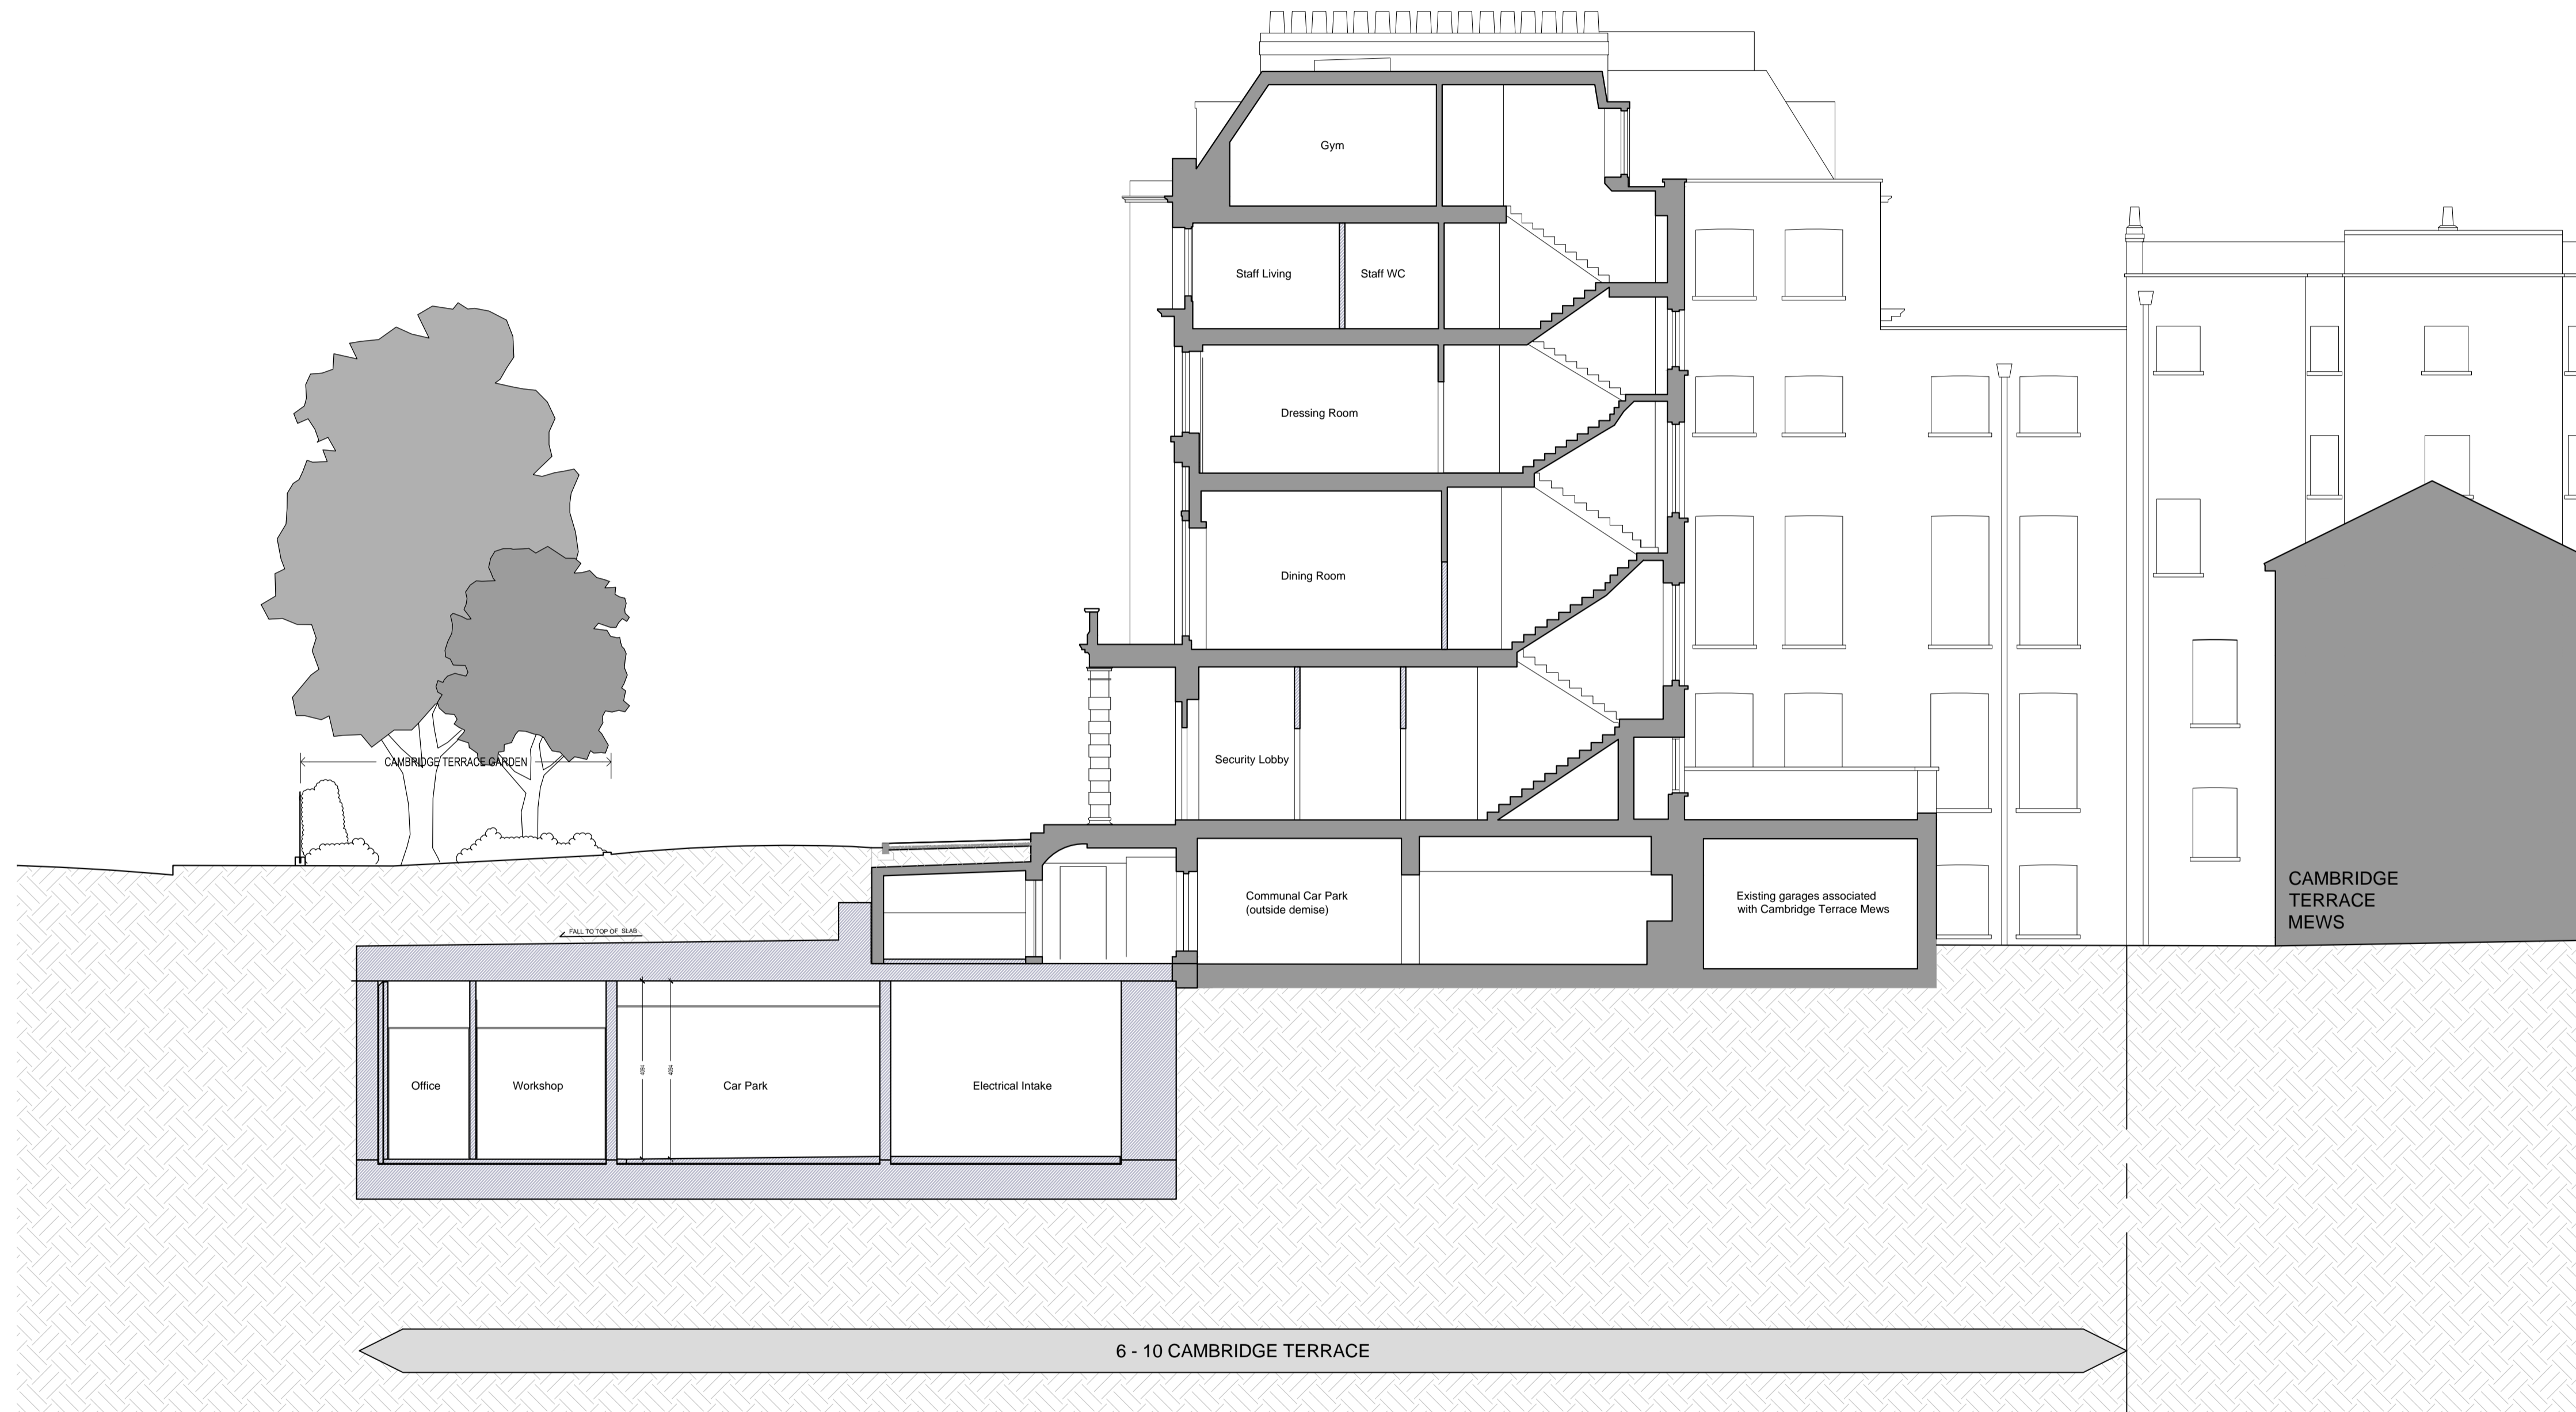 Gym
Staff Living
Staff WC
Dressing Room
Dining Room
CAMBRIDGE TERRACE GARDEN
Security Lobby
Communal Car Park
(outside demise)
Existing garages associated
with Cambridge Terrace Mews
CAMBRIDGE
TERRACE
MEWS
FALL TO TOP OF SLAB
Office
Workshop
4094
4094
Car Park
Electrical Intake
6 - 10 CAMBRIDGE TERRACE